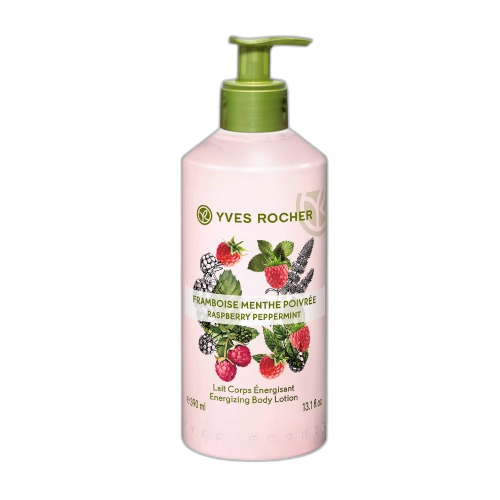 YVES ROCHER
FRAMBOISE MENTHE POIVRÉE
RASPBERRY PEPPERMINT
Lait Corps Énergisant
Energizing Body Lotion
℮390 ml 13.1 fl oz